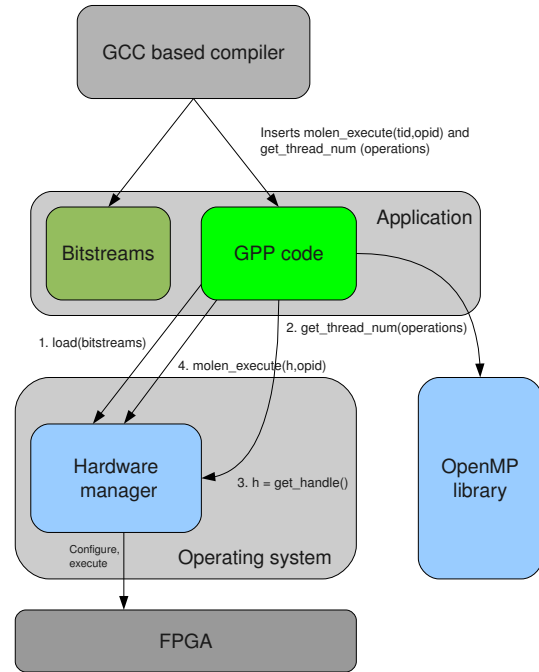 GCC based compiler
Inserts molen_execute(tid,opid) and
get_thread_num (operations)
Application
Bitstreams
GPP code
2. get_thread_num(operations)
1. load(bitstreams)
4. molen_execute(h,opid)
Hardware
manager
OpenMP
library
3. h = get_handle()
Configure,
execute
Operating system
FPGA